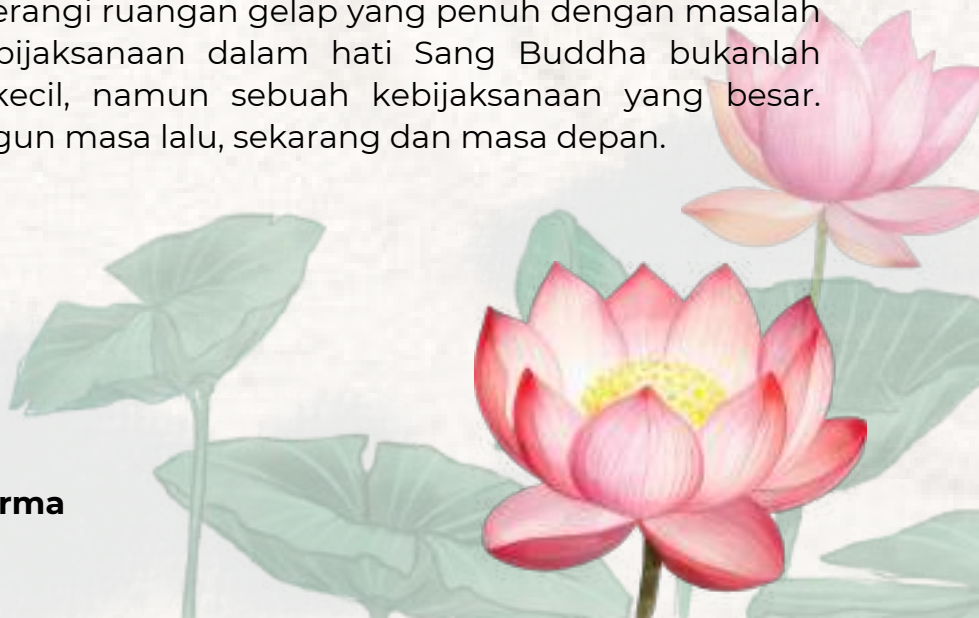 erangi ruangan gelap yang penuh dengan masalah
bijaksanaan dalam hati Sang Buddha bukanlah
kecil, namun sebuah kebijaksanaan yang besar.
gun masa lalu, sekarang dan masa depan.
rma